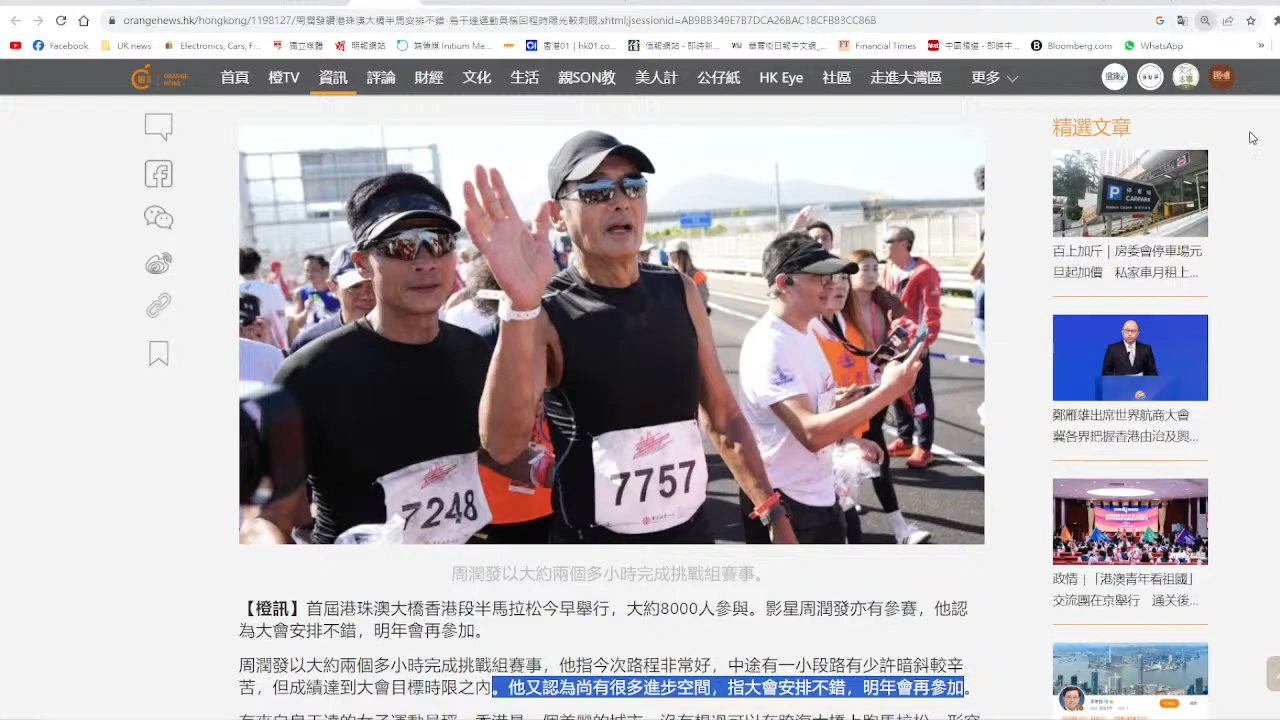 orangenews.hk/hongkong/1198127/周潤發讚港珠澳大橋半馬安排不錯-烏干達運動員稱回程時陽光較刺眼.shtml;jsessionid=AB9BB349E7B7DCA26BAC18CFB83CC86B
Facebook
UK news
Electronics, Cars, F...
獨立媒體
明報網站
端傳媒 Initium Me...
香港01 | hk01.co...
Financial Times
中國頻道 - 即時中...
Bloomberg.com
WhatsApp
»
ORANGE NEWS
首頁 橙TV 資訊 評論 財經 文化 生活 親SON教 美人計 公仔紙 HK Eye 社區 走進大灣區 更多
精選文章
P 停車場
CARPARK
百上加斤｜房委會停車場元
旦起加價 私家車月租上...
鄭雁雄出席世界航商大會
冀各界把握香港由治及興...
政情｜「港澳青年看祖國」
交流團在京舉行 通關後...
7248
7757
周潤發以大約兩個多小時完成挑戰組賽事。
【橙訊】首屆港珠澳大橋香港段半馬拉松今早舉行，大約8000人參與。影星周潤發亦有參賽，他認
為大會安排不錯，明年會再參加。
周潤發以大約兩個多小時完成挑戰組賽事，他指今次路程非常好，中途有一小段路有少許暗斜較辛
苦，但成績達到大會目標時限之內。他又認為尚有很多進步空間，指大會安排不錯，明年會再參加。